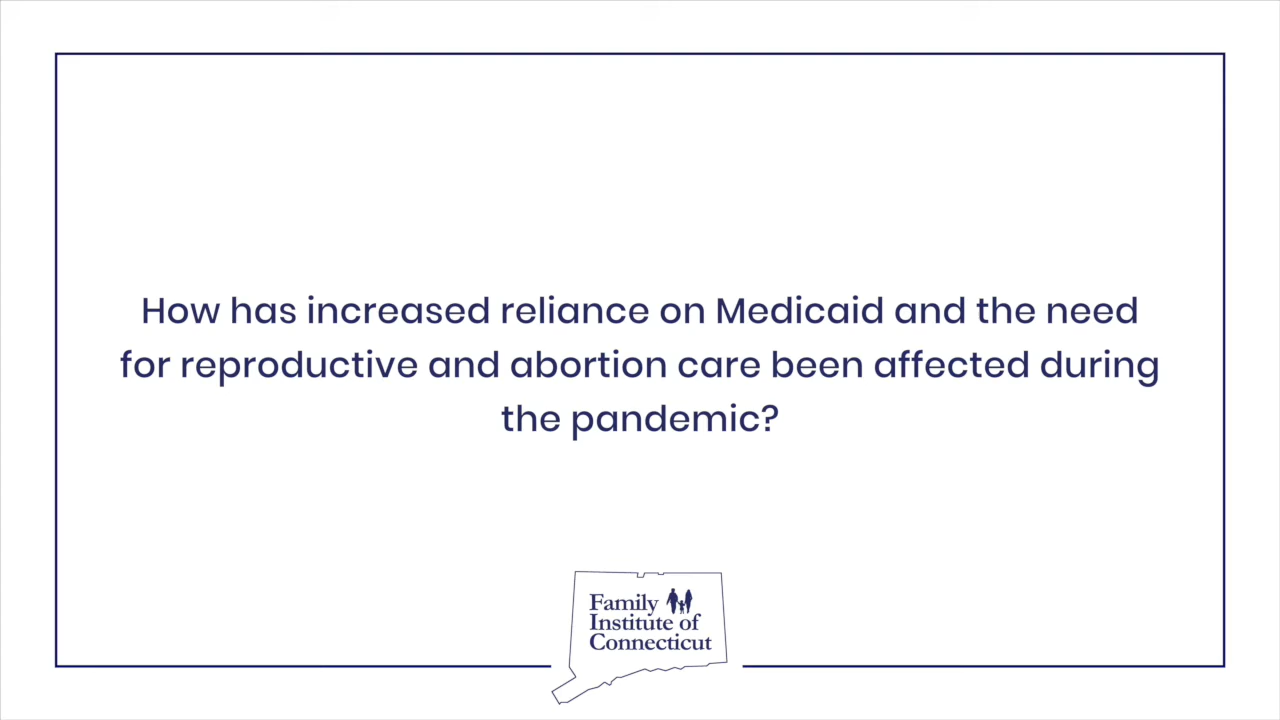 How has increased reliance on Medicaid and the need
for reproductive and abortion care been affected during
the pandemic?
Family
Institute of
Connecticut